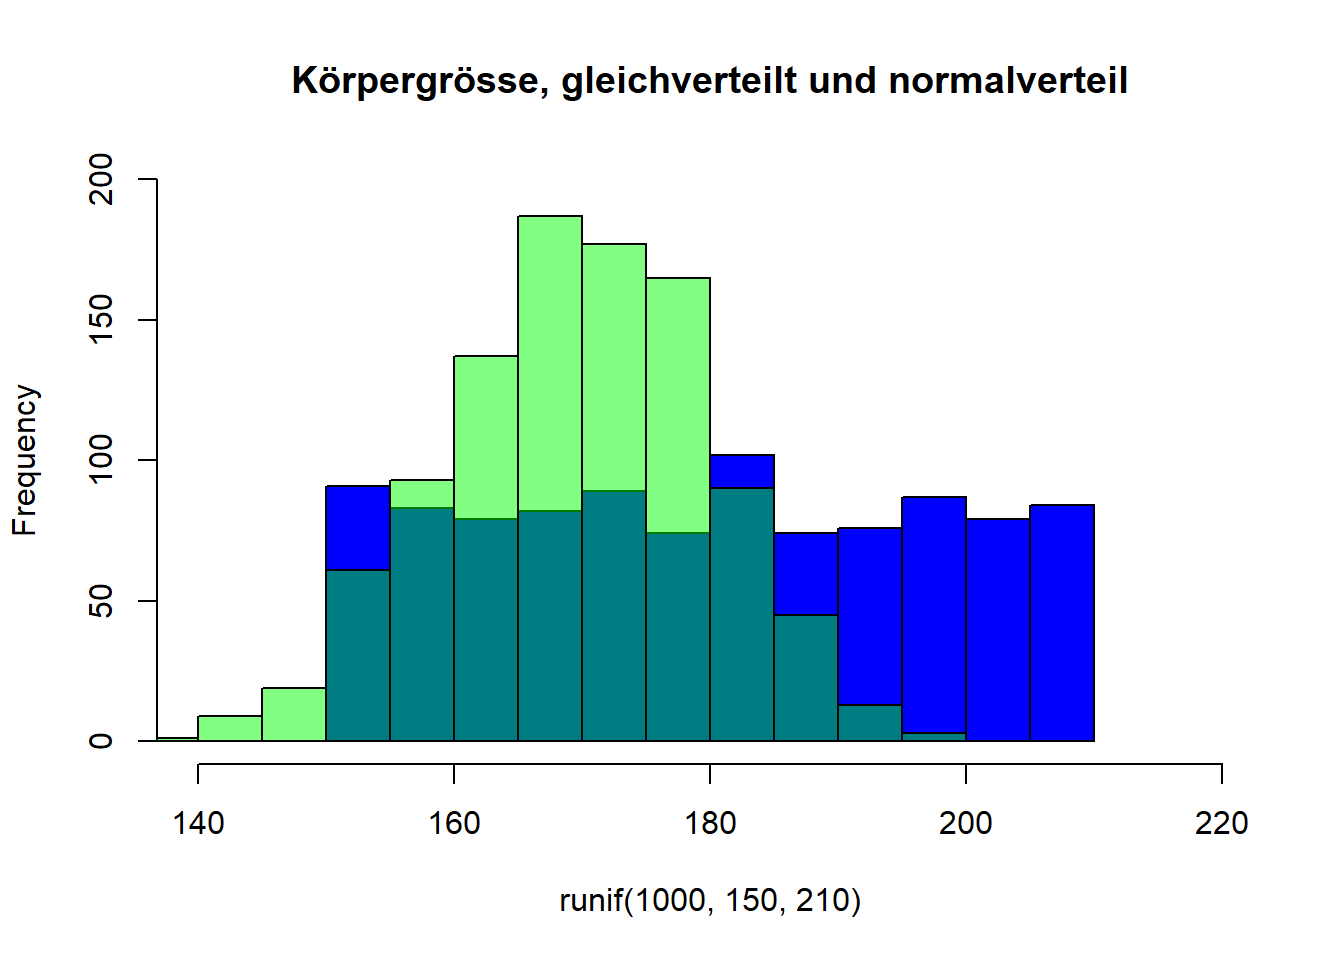 Körpergrösse, gleichverteilt und normalverteil
Frequency
200
150
100
50
0
140 160 180 200 220
runif(1000, 150, 210)